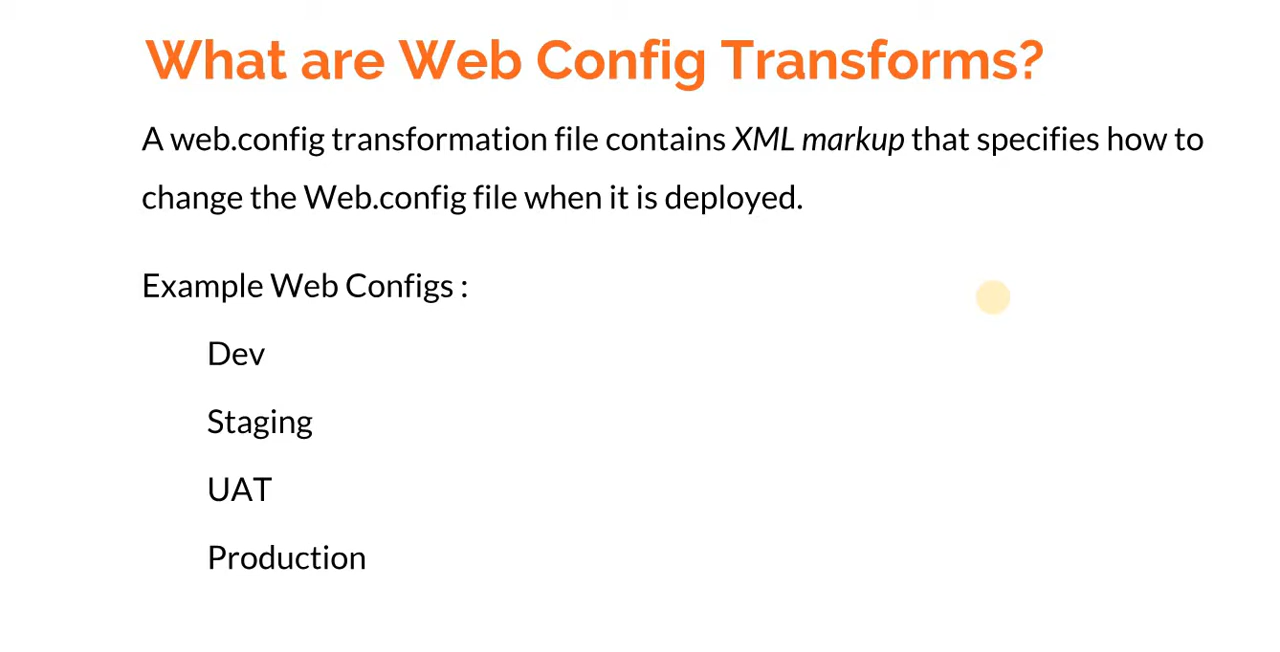 What are Web Config Transforms?
A web.config transformation file contains XML markup that specifies how to
change the Web.config file when it is deployed.
Example Web Configs :
Dev
Staging
UAT
Production